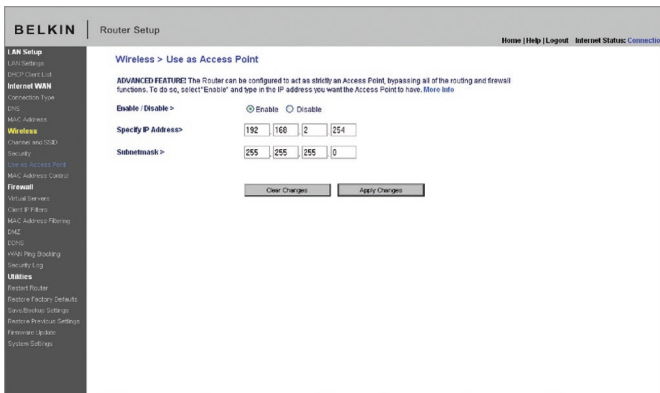 BELKIN
Router Setup
Home | Help | Logout Internet Status: Connectio
LAN Setup
LAN Settings
DHCP Client List
Internet WAN
Connection Type
DNS
MAC Address
Wireless
Channel and SSID
Security
Use as Access Point
MAC Address Control
Firewall
Virtual Servers
Client IP Filters
MAC Address Filtering
DMZ
DDNS
WAN Ping Blocking
Security Log
Utilities
Restart Router
Restore Factory Defaults
Save/Backup Settings
Restore Previous Settings
Firmware Update
System Settings
Wireless > Use as Access Point
ADVANCED FEATURE! The Router can be configured to act as strictly an Access Point, bypassing all of the routing and firewall
functions. To do so, select "Enable" and type in the IP address you want the Access Point to have. More Info
Enable / Disable > Enable Disable
Specify IP Address> 192 . 168 . 2 . 254
Subnetmask > 255 . 255 . 255 . 0
Clear Changes Apply Changes